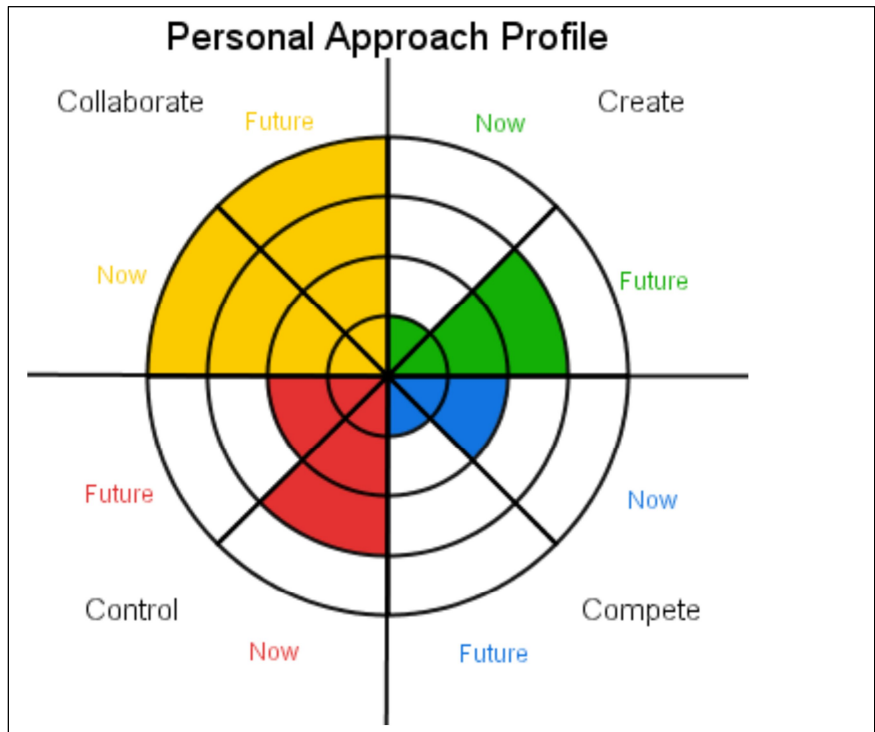 Personal Approach Profile
Collaborate
Create
Future
Now
Now
Future
Future
Now
Control
Compete
Now
Future